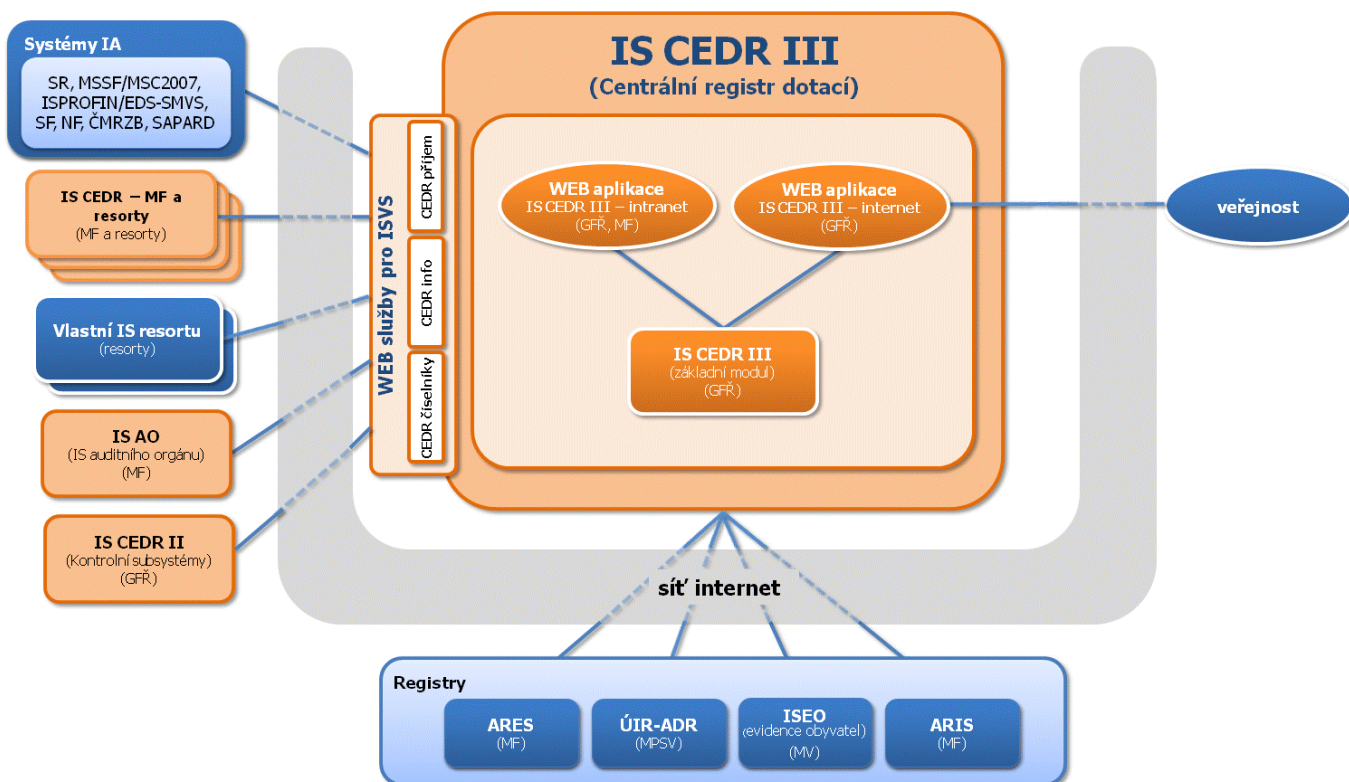 Systémy IA
SR, MSSF/MSC2007,
ISPROFIN/EDS-SMVS,
SF, NF, ČMRZB, SAPARD
IS CEDR – MF a
resorty
(MF a resorty)
Vlastní IS resortu
(resorty)
IS AO
(IS auditního orgánu)
(MF)
IS CEDR II
(Kontrolní subsystémy)
(GFŘ)
WEB služby pro ISVS
CEDR příjem
CEDR info
CEDR číselníky
IS CEDR III
(Centrální registr dotací)
WEB aplikace
IS CEDR III – intranet
(GFŘ, MF)
WEB aplikace
IS CEDR III – internet
(GFŘ)
IS CEDR III
(základní modul)
(GFŘ)
veřejnost
síť internet
Registry
ARES
(MF)
ÚIR-ADR
(MPSV)
ISEO
(evidence obyvatel)
(MV)
ARIS
(MF)